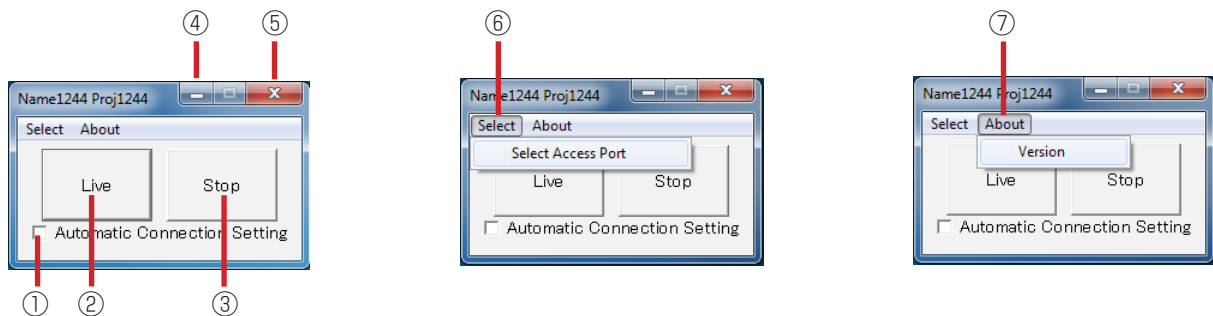 ④ ⑤ ⑥ ⑦
Name1244 Proj1244
Select About
Live Stop
Automatic Connection Setting
① ② ③
Name1244 Proj1244
Select About
Select Access Port
Live Stop
Automatic Connection Setting
Name1244 Proj1244
Select About
Version
Live Stop
Automatic Connection Setting